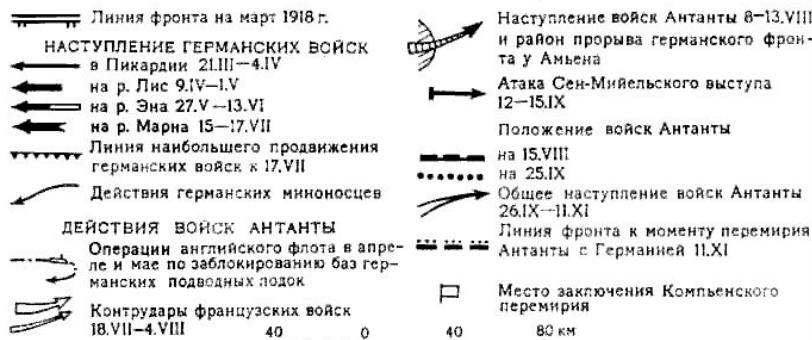 Линия фронта на март 1918 г.
НАСТУПЛЕНИЕ ГЕРМАНСКИХ ВОЙСК
в Пикардии 21.III—4.IV
на р. Лис 9.IV—1.V
на р. Эна 27.V—13.VI
на р. Марна 15—17.VII
Линия наибольшего продвижения
германских войск к 17.VII
Действия германских миноносцев
ДЕЙСТВИЯ ВОЙСК АНТАНТЫ
Операции английского флота в апре-
ле и мае по заблокированию баз гер-
манских подводных лодок
Контрудары французских войск
18.VII—4.VIII
Наступление войск Антанты 8—13.VIII
и район прорыва германского фрон-
та у Амьена
Атака Сен-Мийельского выступа
12—15.IX
Положение войск Антанты
на 15.VIII
на 25.IX
Общее наступление войск Антанты
26.IX—11.XI
Линия фронта к моменту перемирия
Антанты с Германией 11.XI
Место заключения Компьенского
перемирия
40 0 40 80 км